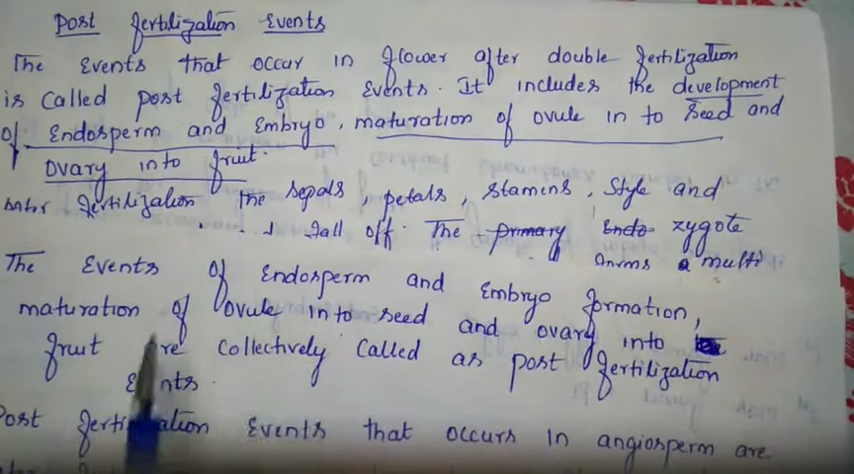 Post fertilization Events
The Events that occur in flower after double fertilization
is called post fertilization Events. It includes the development
of Endosperm and Embryo, maturation of ovule in to seed and
Ovary into fruit.
fertilization the sepals, petals, stamens, style and
fall off. The primary Endo zygote
a multi
The Events of Endosperm and Embryo formation,
maturation of ovule into seed and ovary into
fruit are collectively called as post fertilization
Events.
Post fertilization Events that occurs in angiosperm are